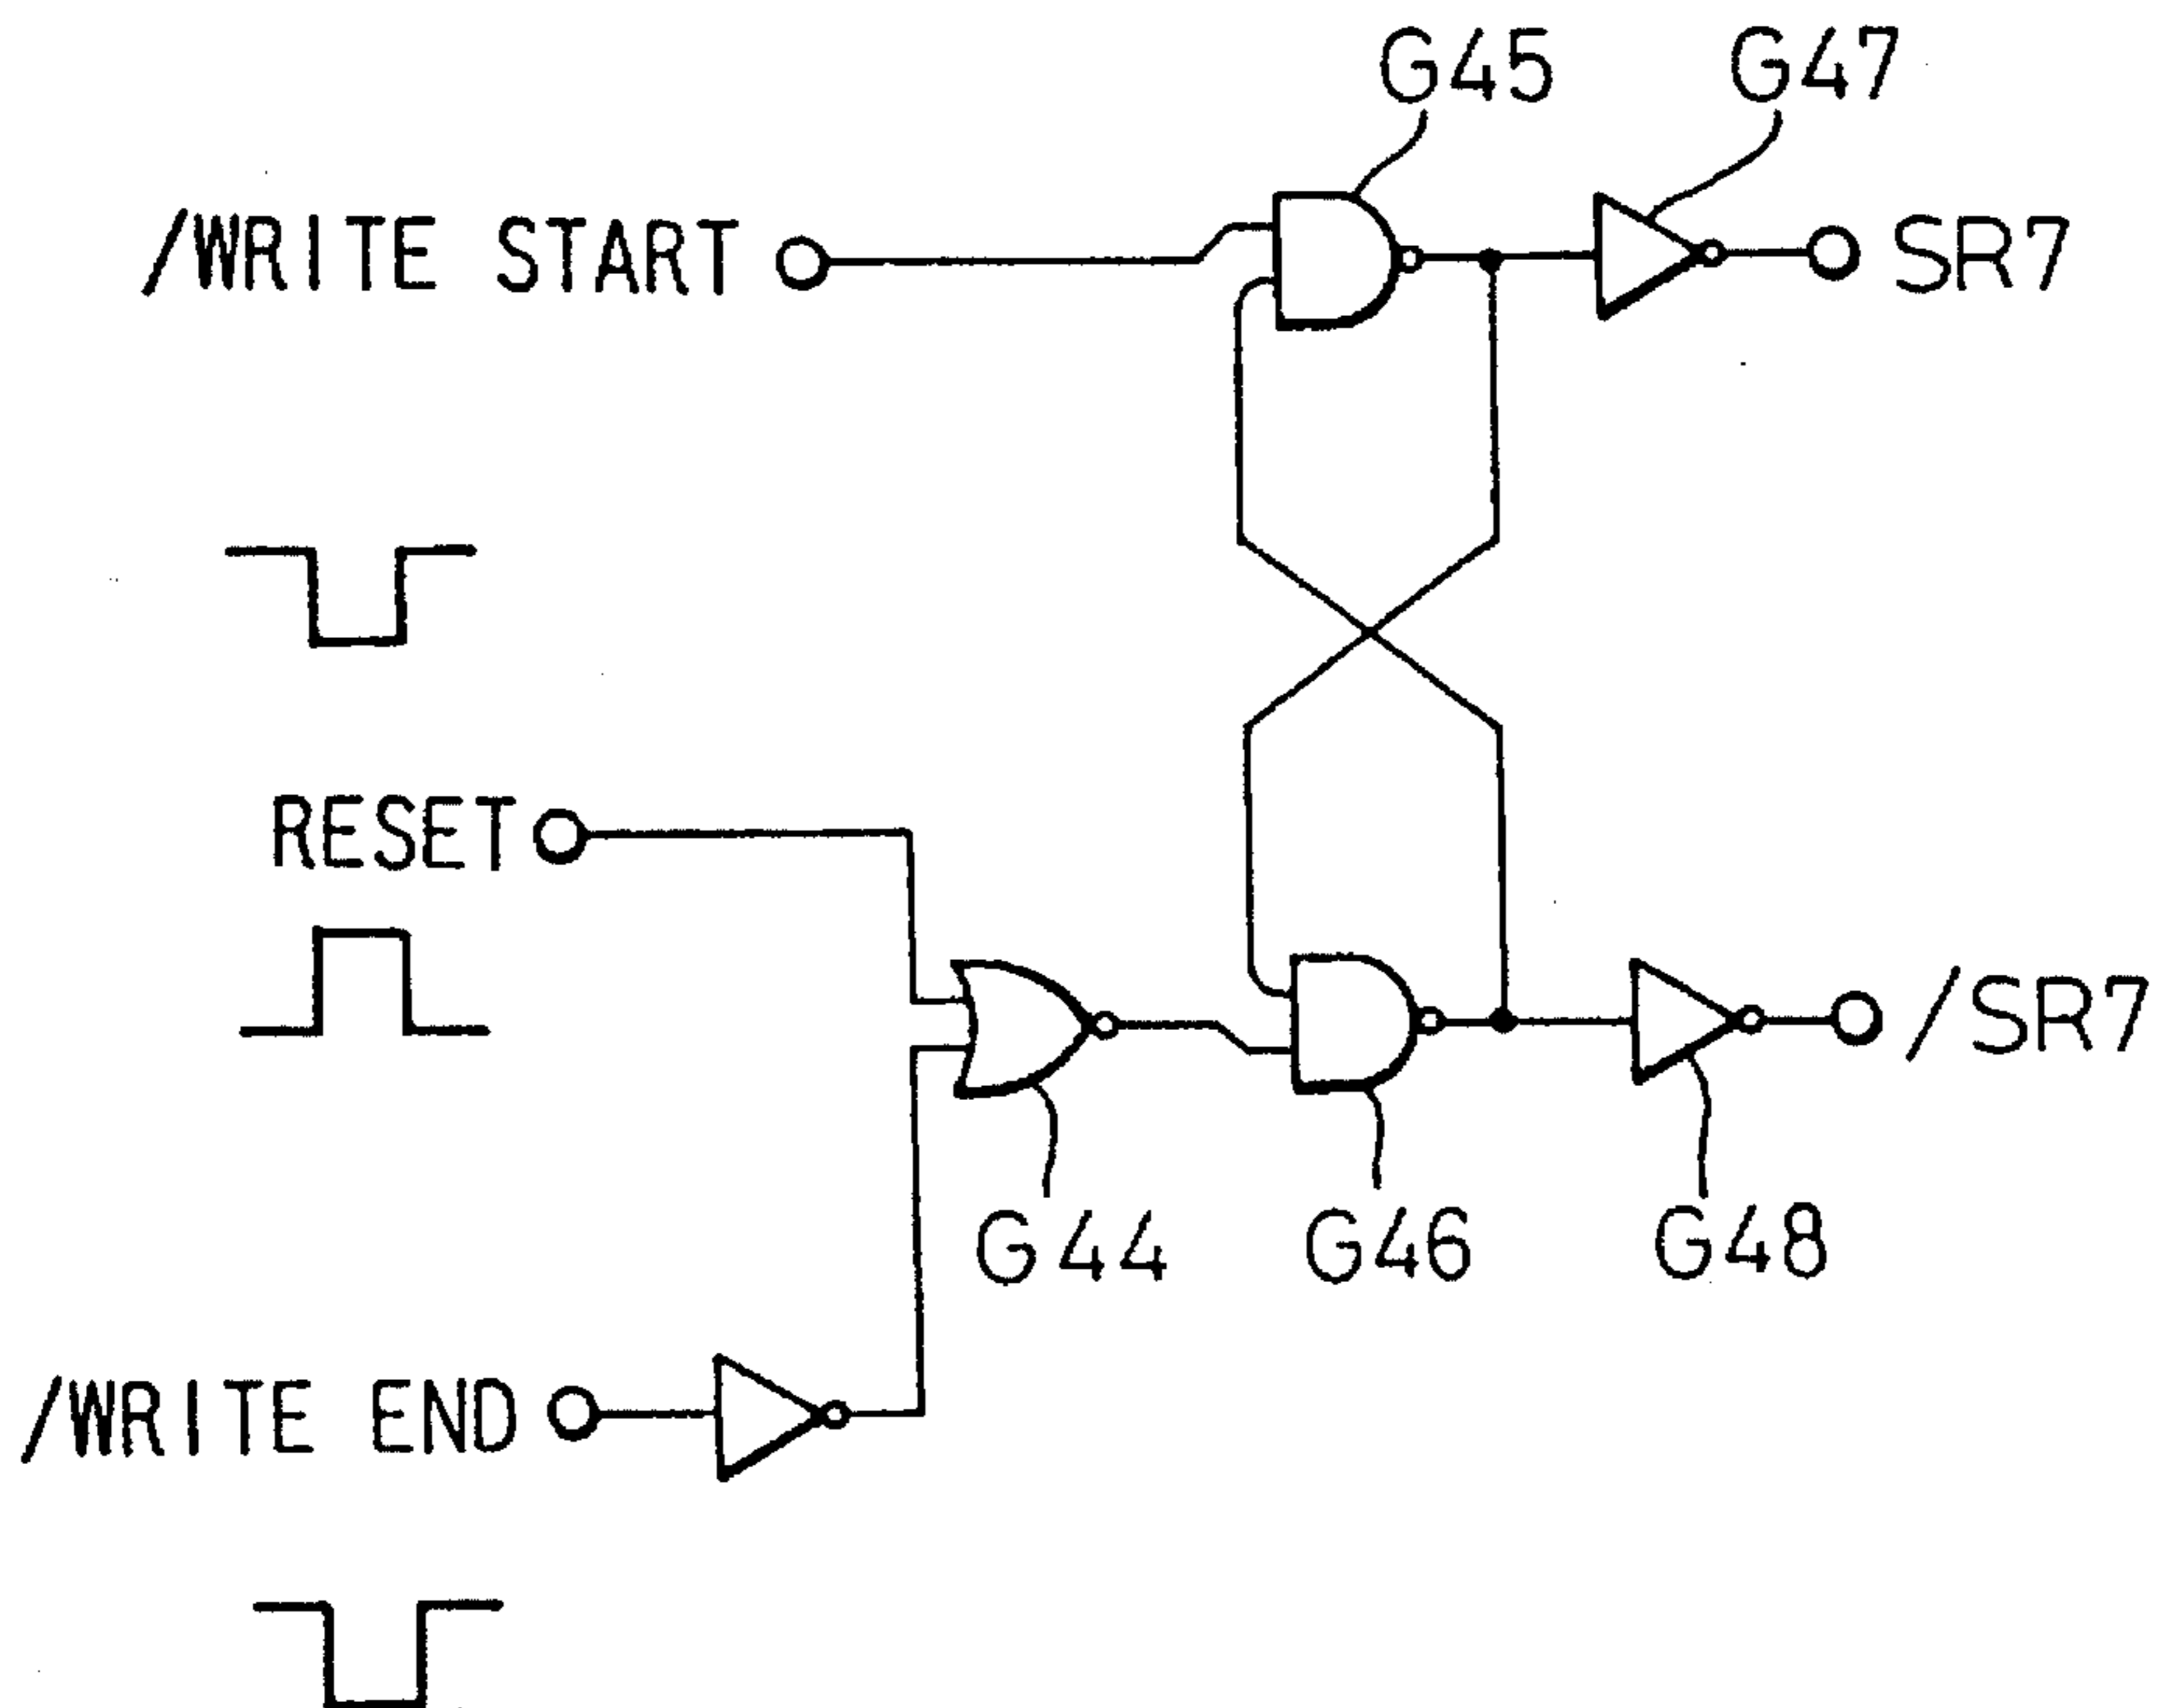 G45
G47
/WRITE START
SR7
RESET
/SR7
G44
G46
G48
/WRITE END